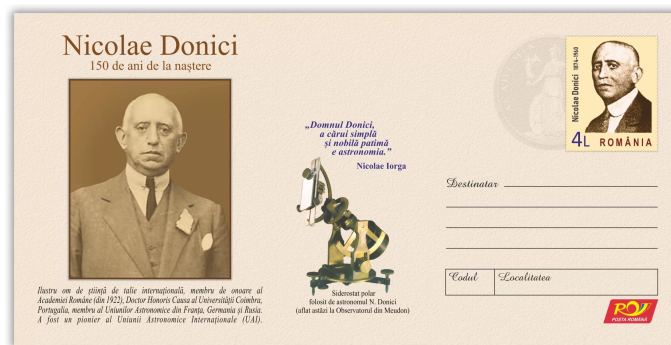 Nicolae Donici
150 de ani de la naștere
Ilustru om de știință de talie internațională, membru de onoare al
Academiei Române (din 1922), Doctor Honoris Causa al Universității Coimbra,
Portugalia, membru al Uniunilor Astronomice din Franța, Germania și Rusia.
A fost un pionier al Uniunii Astronomice Internaționale (UAI).
„Domnul Donici,
a cărui simplă
și nobilă patimă
e astronomia.”
Nicolae Iorga
Siderostat polar
folosit de astronomul N. Donici
(aflat astăzi la Observatorul din Meudon)
Nicolae Donici 1874-1960
4L ROMÂNIA
Destinatar
Codul Localitatea
POȘTA ROMÂNĂ